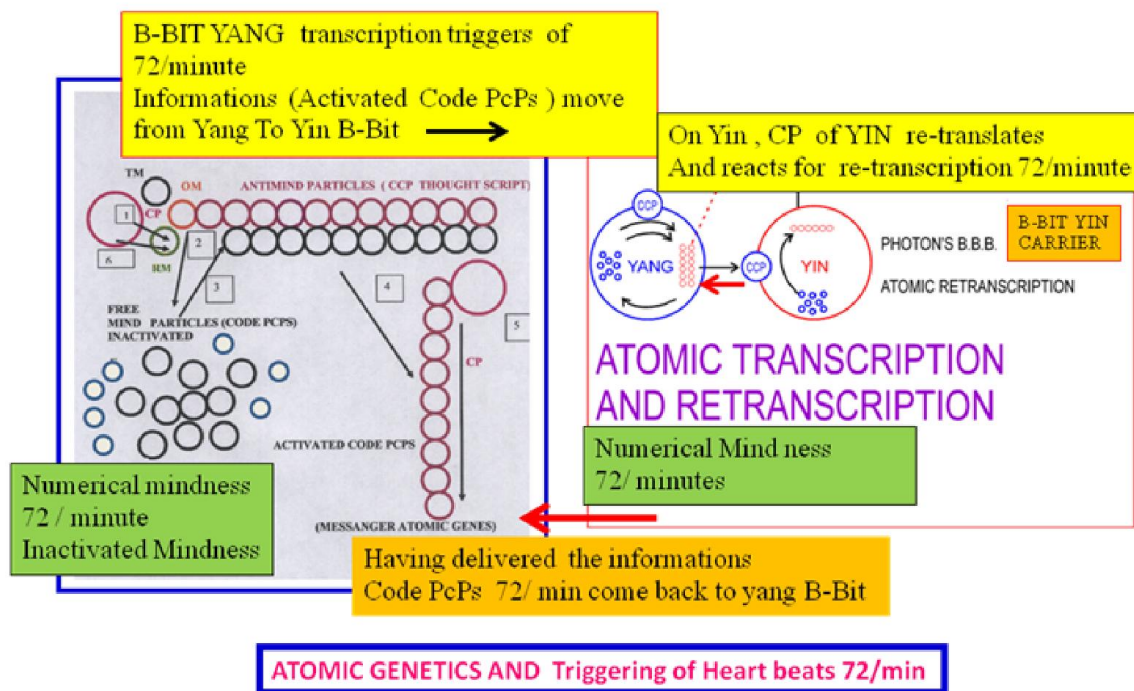 B-BIT YANG transcription triggers of
72/minute
Informations (Activated Code PcPs ) move
from Yang To Yin B-Bit
On Yin , CP of YIN re-translates
And reacts for re-transcription 72/minute
TM
OM
ANTIMIND PARTICLES ( CCP THOUGHT SCRIPT)
1
CP
2
6
RM
3
4
5
FREE
MIND PARTICLES (CODE PCPS)
INACTIVATED
CP
ACTIVATED CODE PCPS
(MESSANGER ATOMIC GENES)
CCP
YANG
CCP
YIN
PHOTON'S B.B.B.
ATOMIC RETRANSCRIPTION
B-BIT YIN
CARRIER
ATOMIC TRANSCRIPTION
AND RETRANSCRIPTION
Numerical Mind ness
72/ minutes
Numerical mindness
72 / minute
Inactivated Mindness
Having delivered the informations
Code PcPs 72/ min come back to yang B-Bit
ATOMIC GENETICS AND Triggering of Heart beats 72/min